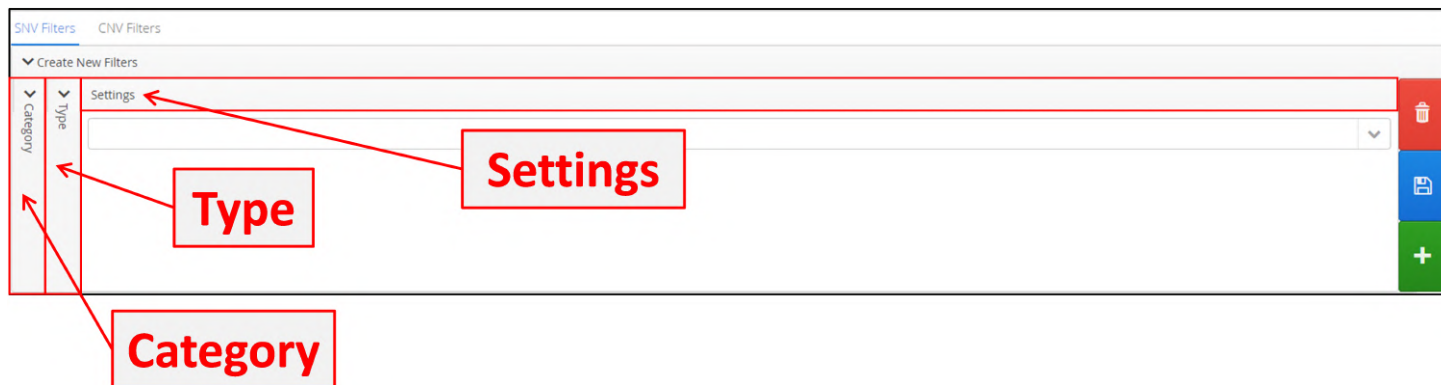 SNV Filters CNV Filters
Create New Filters
Category
Type
Settings
Settings
Type
Category